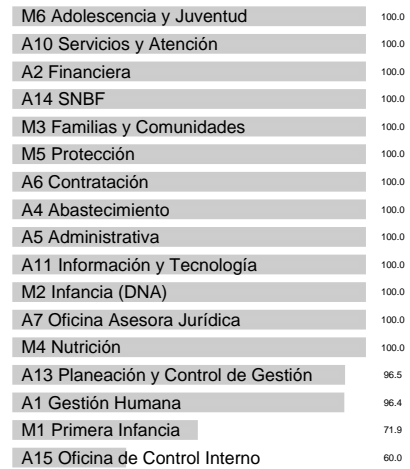 M6 Adolescencia y Juventud 100.0
A10 Servicios y Atención 100.0
A2 Financiera 100.0
A14 SNBF 100.0
M3 Familias y Comunidades 100.0
M5 Protección 100.0
A6 Contratación 100.0
A4 Abastecimiento 100.0
A5 Administrativa 100.0
A11 Información y Tecnología 100.0
M2 Infancia (DNA) 100.0
A7 Oficina Asesora Jurídica 100.0
M4 Nutrición 100.0
A13 Planeación y Control de Gestión 96.5
A1 Gestión Humana 96.4
M1 Primera Infancia 71.9
A15 Oficina de Control Interno 60.0